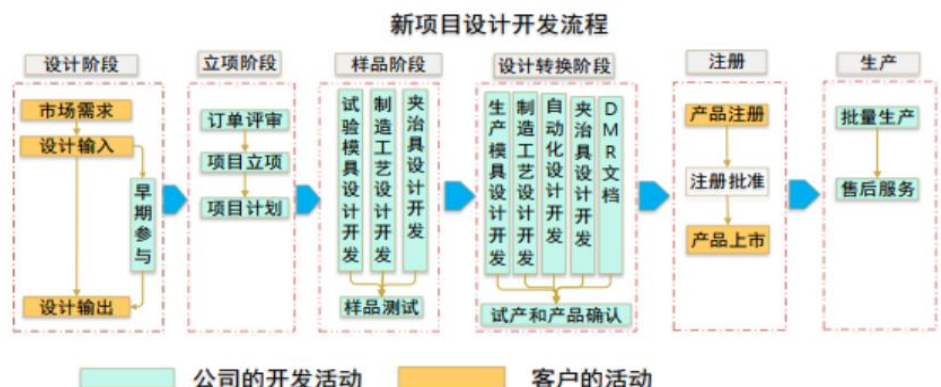 新项目设计开发流程
设计阶段
市场需求
设计输入
早期参与
设计输出
立项阶段
订单评审
项目立项
项目计划
样品阶段
试验模具设计开发
制造工艺设计开发
夹治具设计开发
样品测试
设计转换阶段
生产模具设计开发
制造工艺设计开发
自动化设计开发
夹治具设计开发
DMR文档
试产和产品确认
注册
产品注册
注册批准
产品上市
生产
批量生产
售后服务
公司的开发活动
客户的活动